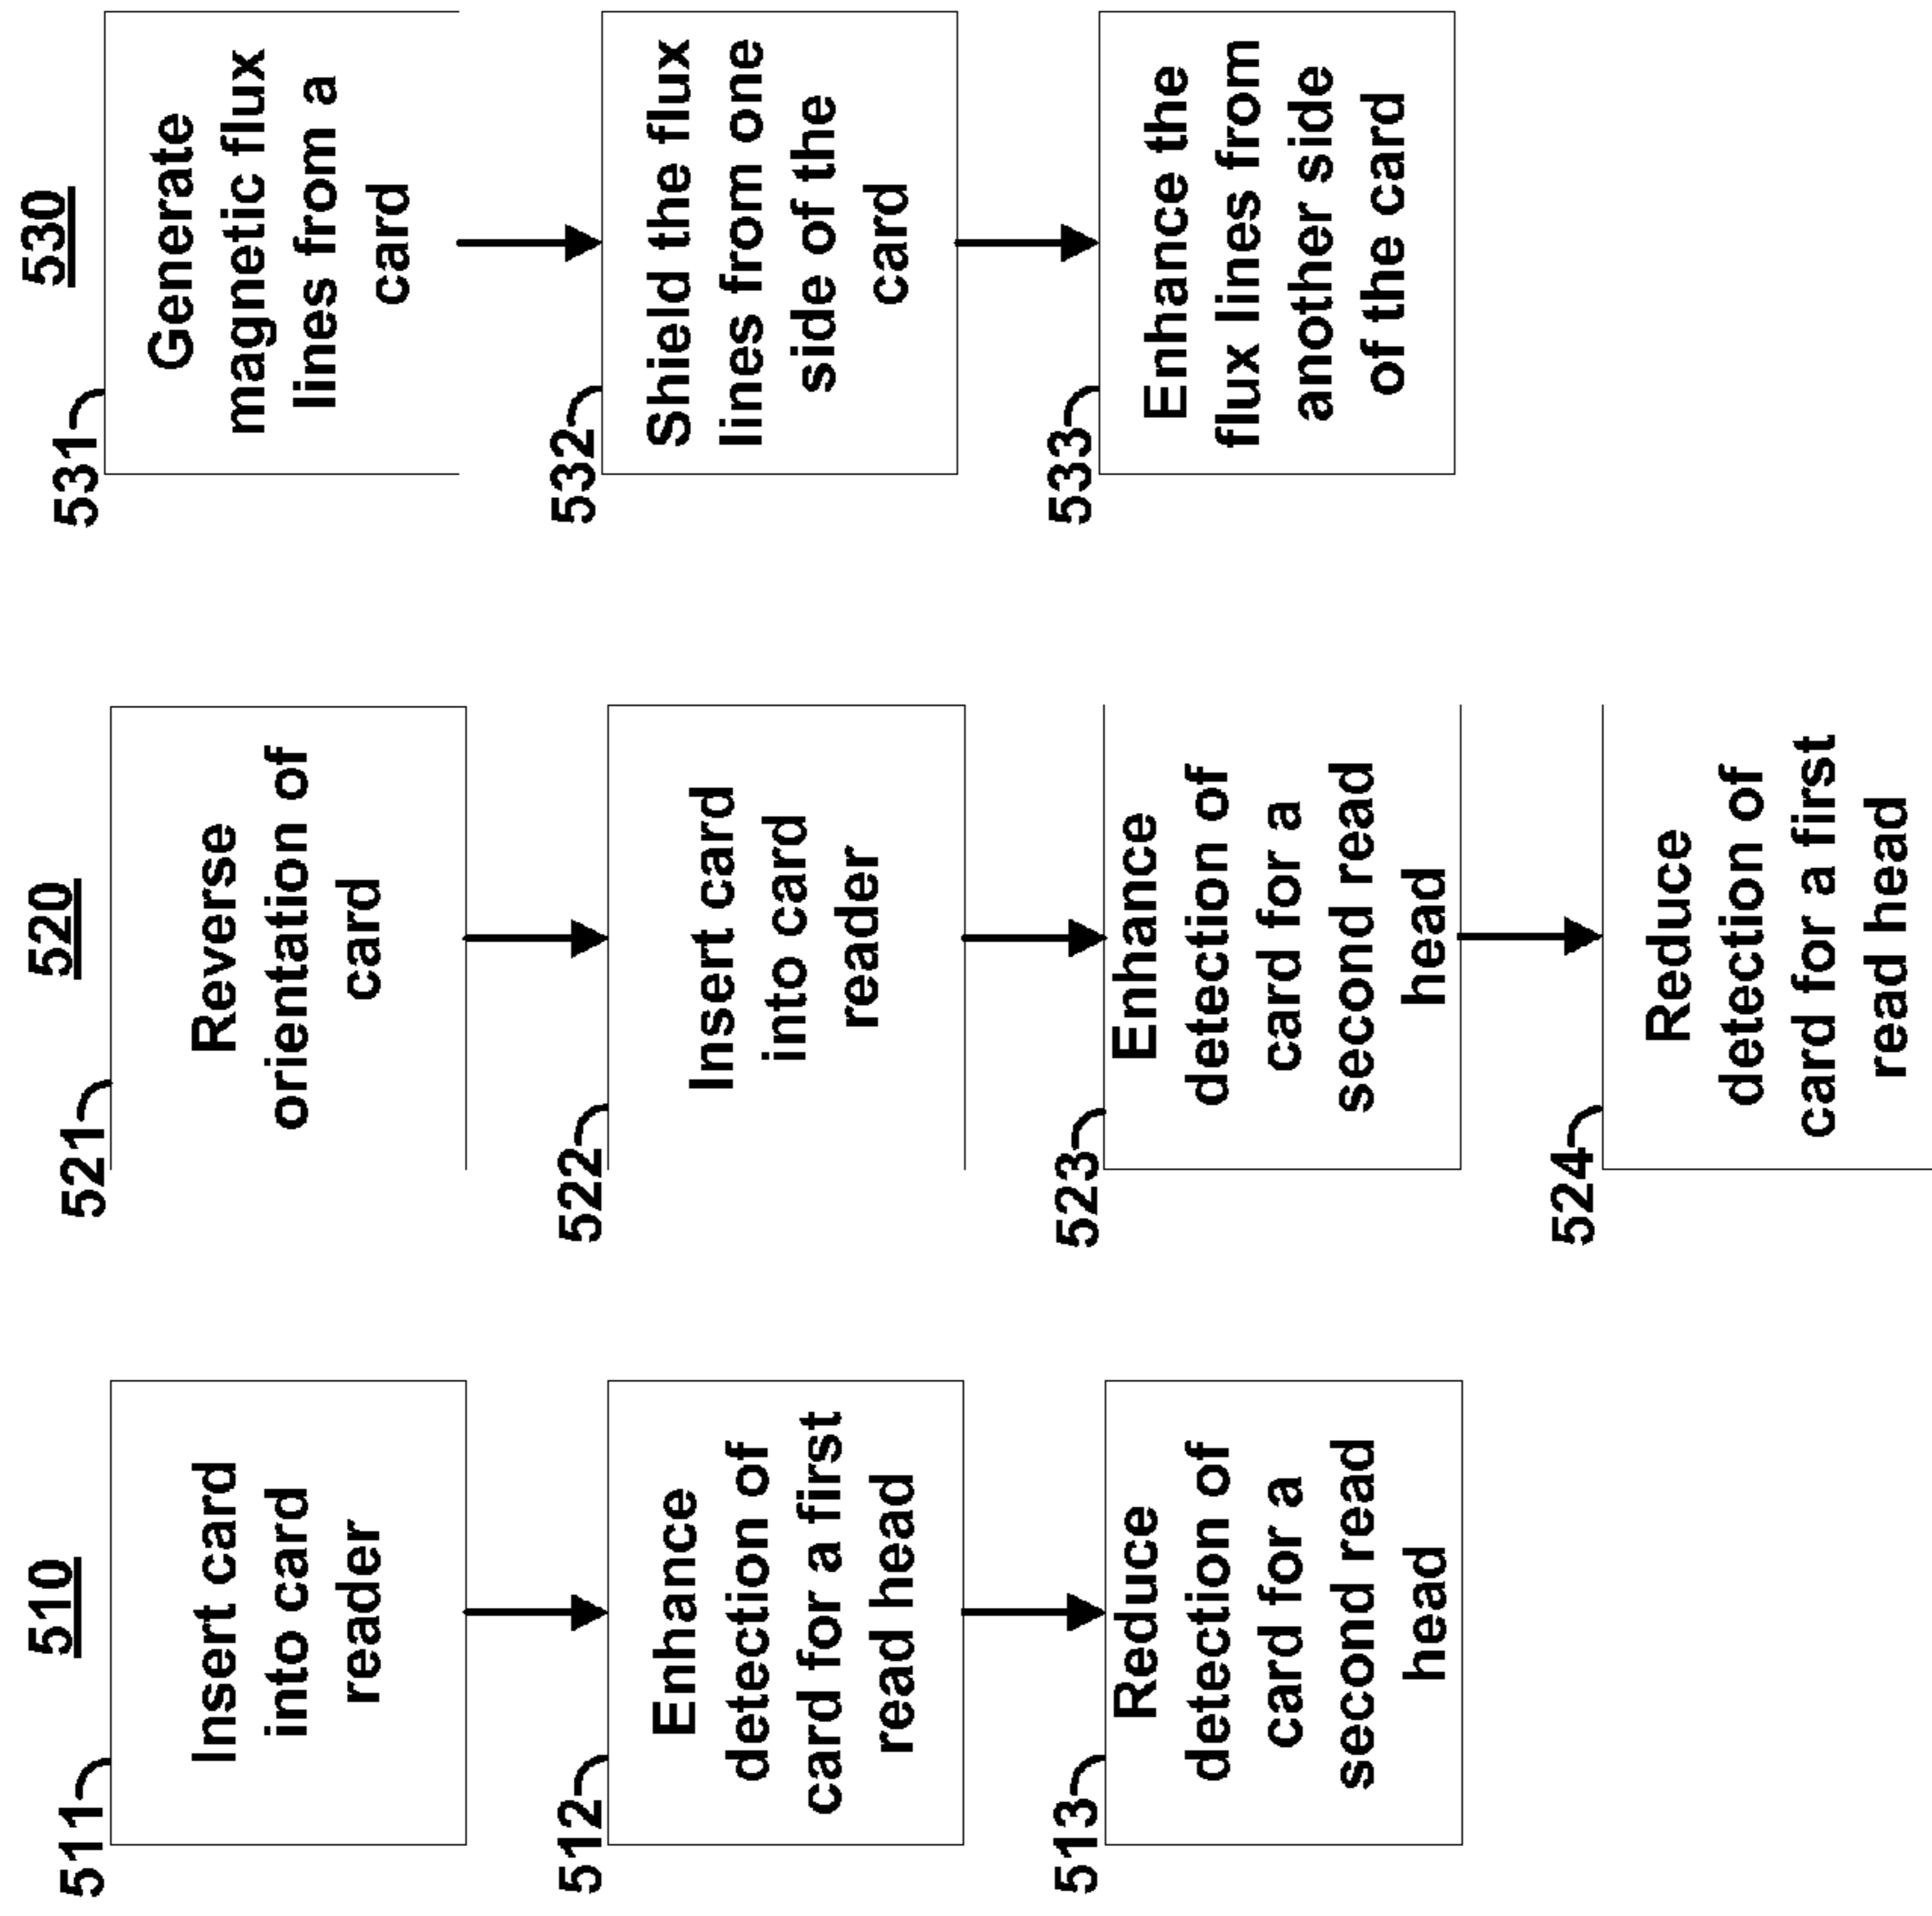 510
511
Insert card
into card
reader
512
Enhance
detection of
card for a first
read head
513
Reduce
detection of
card for a
second read
head
520
521
Reverse
orientation of
card
522
Insert card
into card
reader
523
Enhance
detection of
card for a
second read
head
524
Reduce
detection of
card for a first
read head
530
531
Generate
magnetic flux
lines from a
card
532
Shield the flux
lines from one
side of the
card
533
Enhance the
flux lines from
another side
of the card